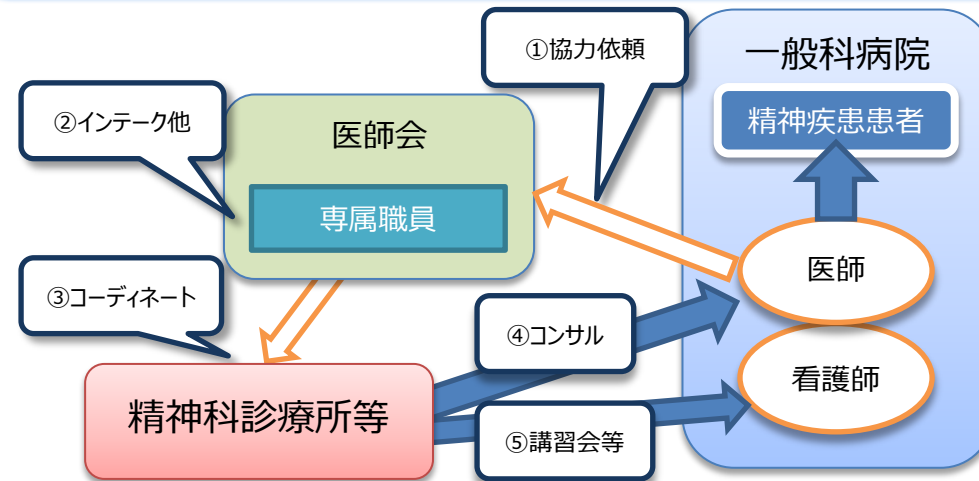 ①協力依頼
一般科病院
精神疾患患者
②インテーク他
医師会
専属職員
医師
③コーディネート
④コンサル
看護師
精神科診療所等
⑤講習会等